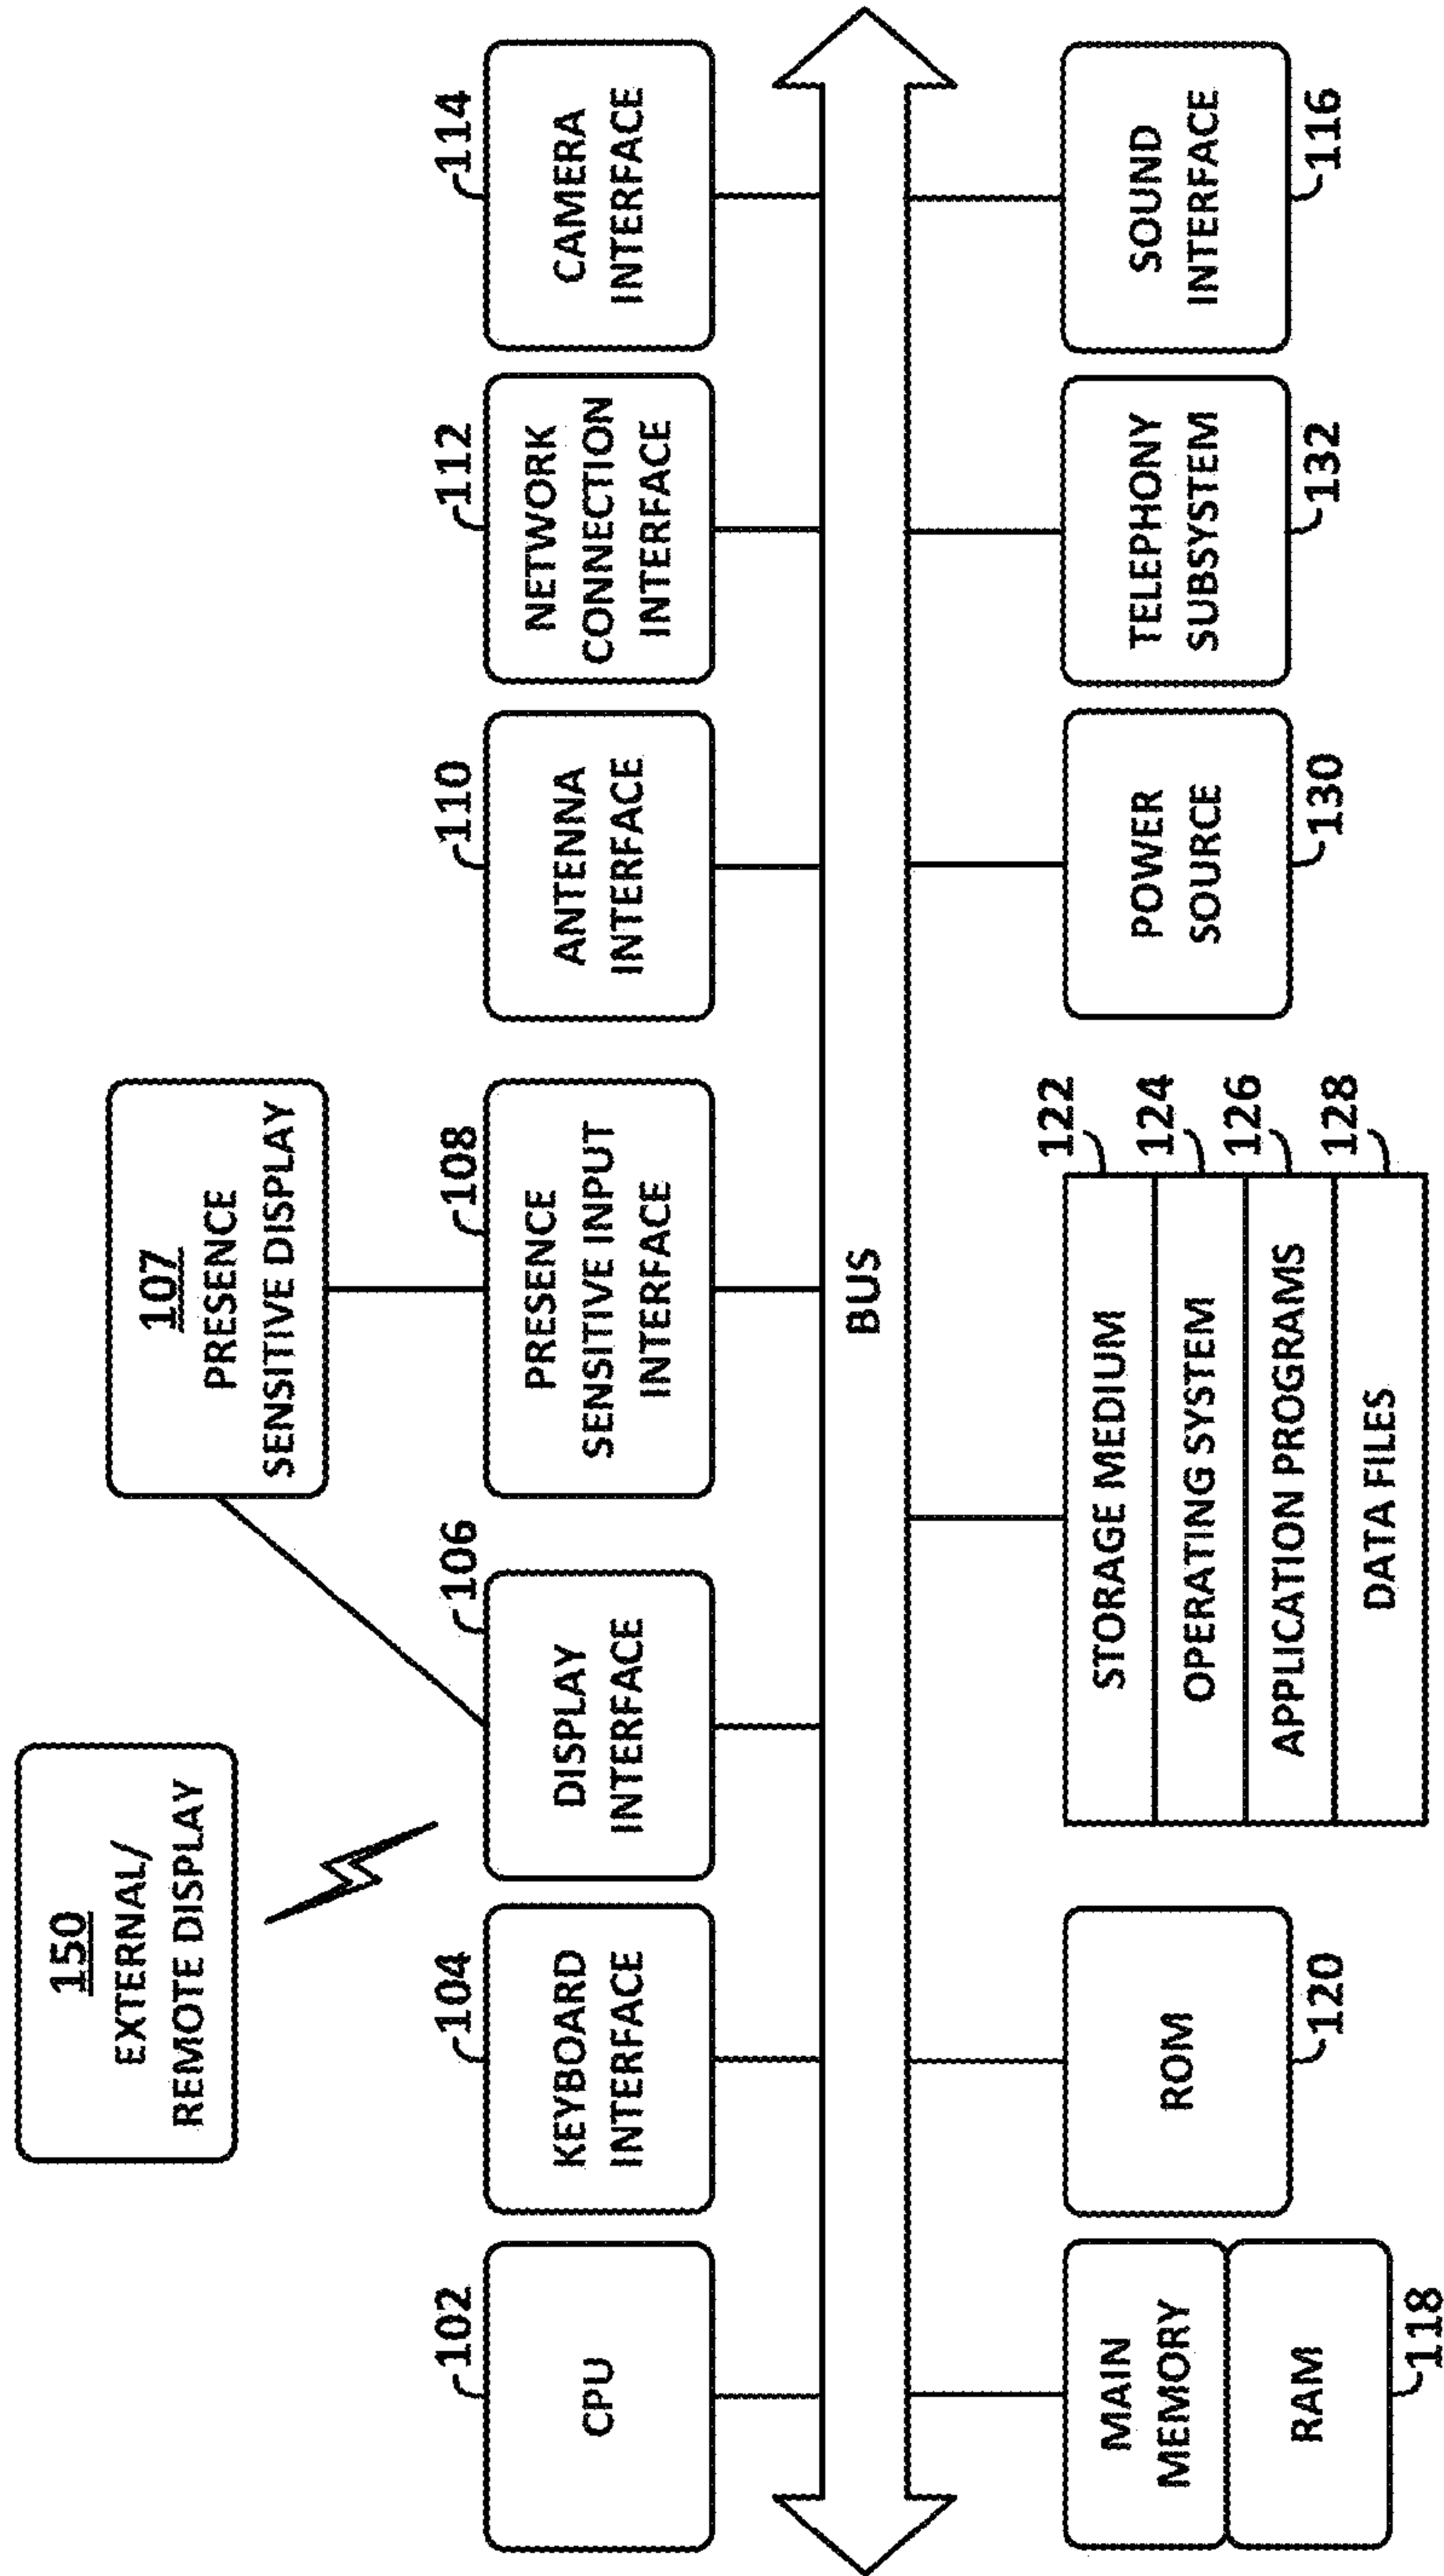 150
EXTERNAL/
REMOTE DISPLAY
107
PRESENCE
SENSITIVE DISPLAY
102
CPU
104
KEYBOARD
INTERFACE
106
DISPLAY
INTERFACE
108
PRESENCE
SENSITIVE INPUT
INTERFACE
110
ANTENNA
INTERFACE
112
NETWORK
CONNECTION
INTERFACE
114
CAMERA
INTERFACE
BUS
MAIN
MEMORY
RAM
118
ROM
120
STORAGE MEDIUM
122
OPERATING SYSTEM
124
APPLICATION PROGRAMS
126
DATA FILES
128
POWER
SOURCE
130
TELEPHONY
SUBSYSTEM
132
SOUND
INTERFACE
116